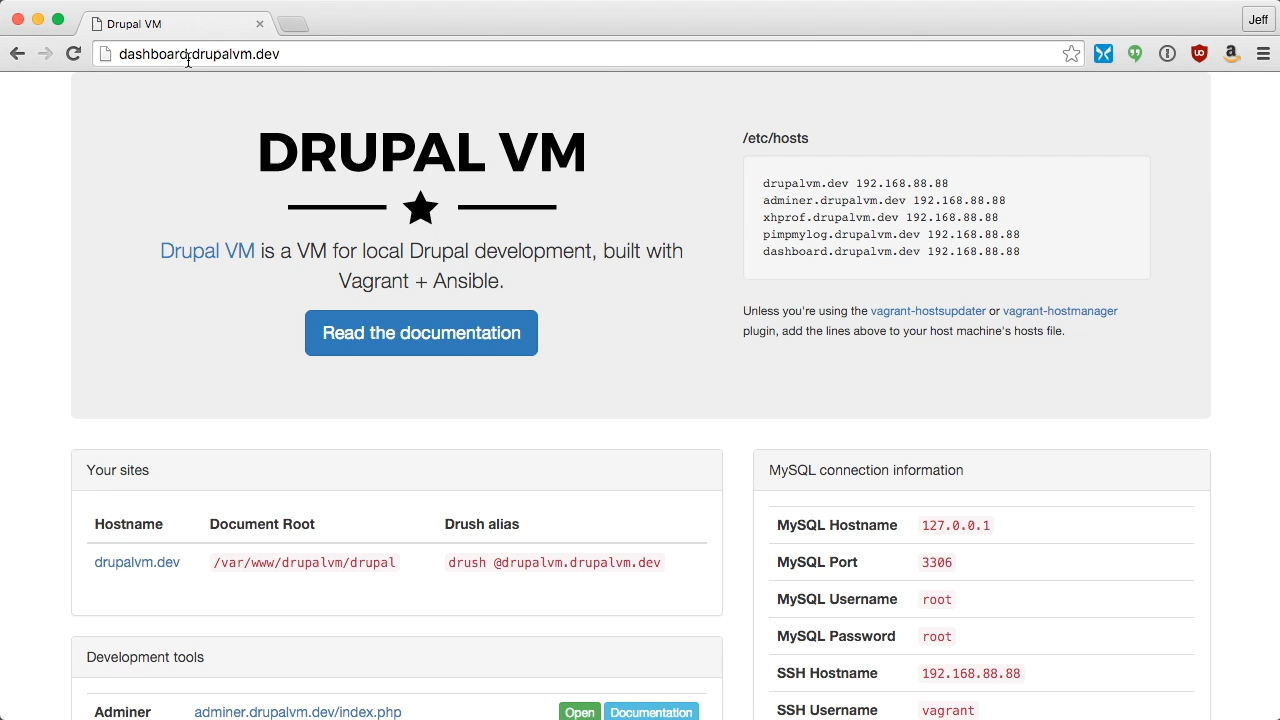 Drupal VM
Jeff
dashboard.drupalvm.dev
DRUPAL VM
Drupal VM is a VM for local Drupal development, built with
Vagrant + Ansible.
Read the documentation
/etc/hosts
drupalvm.dev 192.168.88.88
adminer.drupalvm.dev 192.168.88.88
xhprof.drupalvm.dev 192.168.88.88
pimpmylog.drupalvm.dev 192.168.88.88
dashboard.drupalvm.dev 192.168.88.88
Unless you're using the vagrant-hostsupdater or vagrant-hostmanager
plugin, add the lines above to your host machine's hosts file.
Your sites
Hostname Document Root Drush alias
drupalvm.dev /var/www/drupalvm/drupal drush @drupalvm.drupalvm.dev
Development tools
Adminer adminer.drupalvm.dev/index.php Open Documentation
MySQL connection information
MySQL Hostname 127.0.0.1
MySQL Port 3306
MySQL Username root
MySQL Password root
SSH Hostname 192.168.88.88
SSH Username vagrant